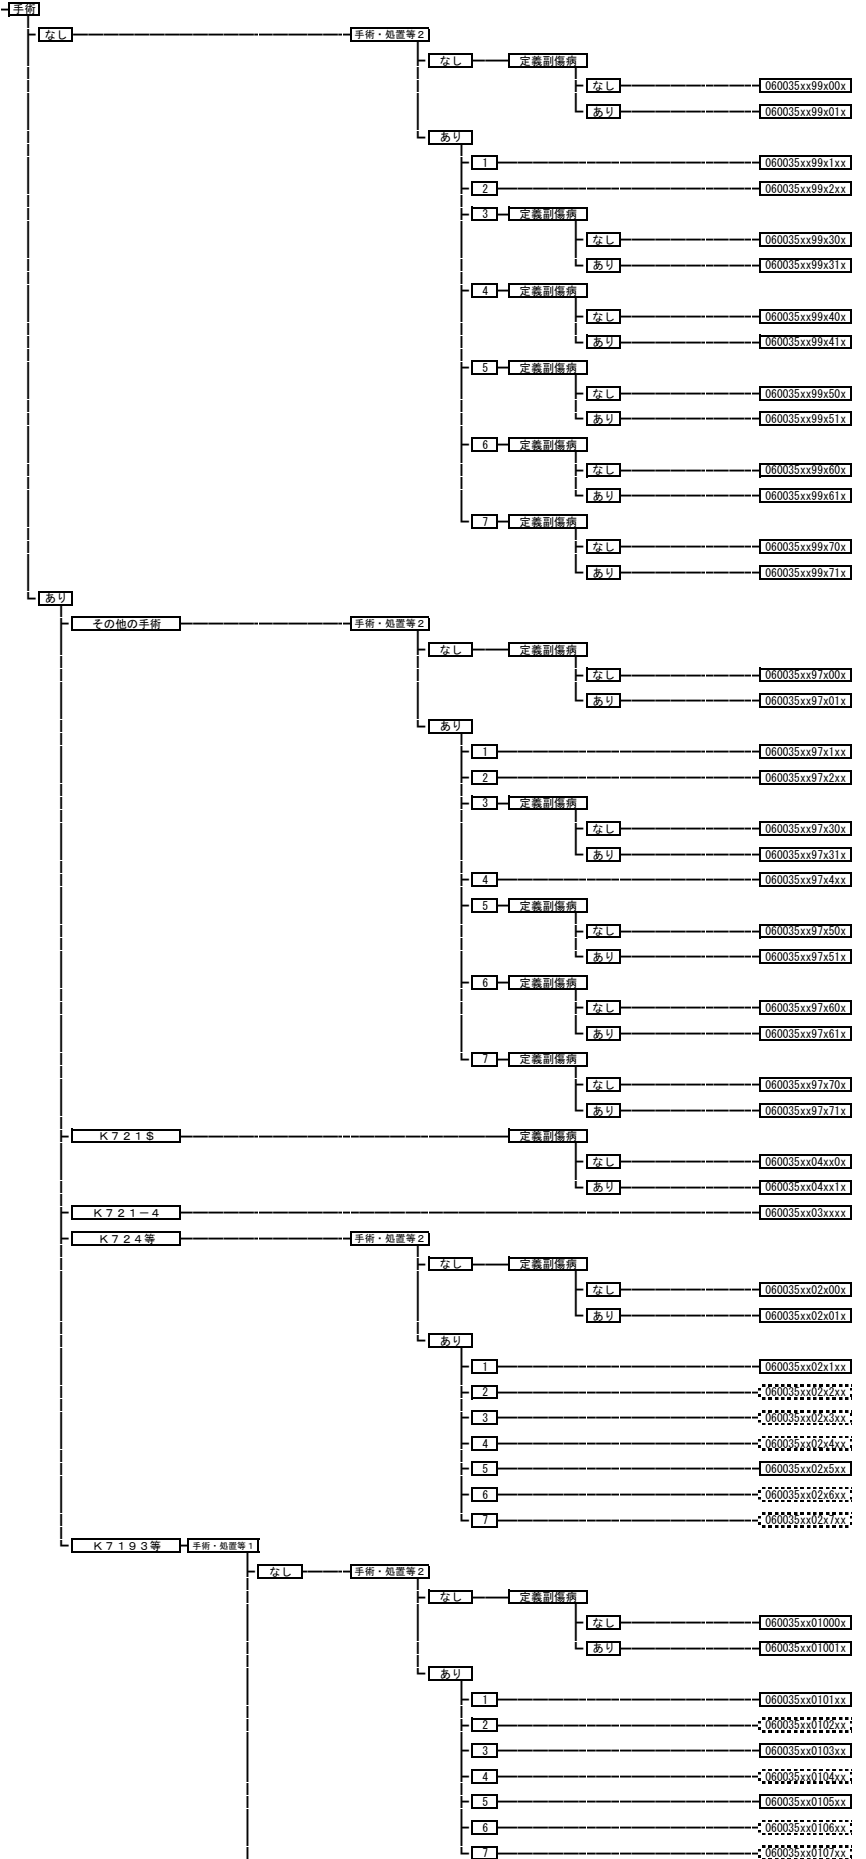 手術
なし 手術・処置等2
なし 定義副傷病
なし 060035xx99x00x
あり 060035xx99x01x
あり
1 060035xx99x1xx
2 060035xx99x2xx
3 定義副傷病
なし 060035xx99x30x
あり 060035xx99x31x
4 定義副傷病
なし 060035xx99x40x
あり 060035xx99x41x
5 定義副傷病
なし 060035xx99x50x
あり 060035xx99x51x
6 定義副傷病
なし 060035xx99x60x
あり 060035xx99x61x
7 定義副傷病
なし 060035xx99x70x
あり 060035xx99x71x
あり
その他の手術 手術・処置等2
なし 定義副傷病
なし 060035xx97x00x
あり 060035xx97x01x
あり
1 060035xx97x1xx
2 060035xx97x2xx
3 定義副傷病
なし 060035xx97x30x
あり 060035xx97x31x
4 060035xx97x4xx
5 定義副傷病
なし 060035xx97x50x
あり 060035xx97x51x
6 定義副傷病
なし 060035xx97x60x
あり 060035xx97x61x
7 定義副傷病
なし 060035xx97x70x
あり 060035xx97x71x
K721$ 定義副傷病
なし 060035xx04xx0x
あり 060035xx04xx1x
K721-4 060035xx03xxxx
K724等 手術・処置等2
なし 定義副傷病
なし 060035xx02x00x
あり 060035xx02x01x
あり
1 060035xx02x1xx
2 060035xx02x2xx
3 060035xx02x3xx
4 060035xx02x4xx
5 060035xx02x5xx
6 060035xx02x6xx
7 060035xx02x7xx
K7193等 手術・処置等1
なし 手術・処置等2
なし 定義副傷病
なし 060035xx01000x
あり 060035xx01001x
あり
1 060035xx0101xx
2 060035xx0102xx
3 060035xx0103xx
4 060035xx0104xx
5 060035xx0105xx
6 060035xx0106xx
7 060035xx0107xx